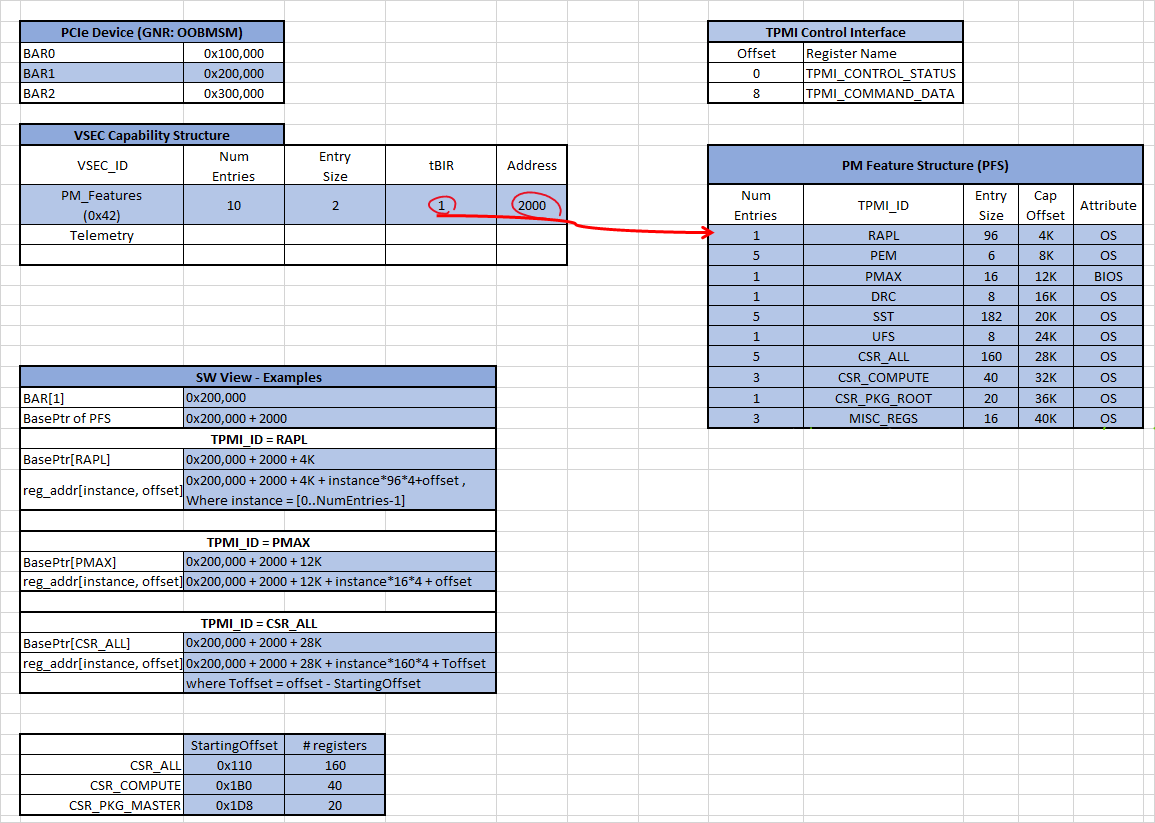 PCIe Device (GNR: OOBMSM)
BAR0 0x100,000
BAR1 0x200,000
BAR2 0x300,000
TPMI Control Interface
Offset Register Name
0 TPMI_CONTROL_STATUS
8 TPMI_COMMAND_DATA
VSEC Capability Structure
VSEC_ID Num Entries Entry Size tBIR Address
PM_Features (0x42) 10 2 1 2000
Telemetry
PM Feature Structure (PFS)
Num Entries TPMI_ID Entry Size Cap Offset Attribute
1 RAPL 96 4K OS
5 PEM 6 8K OS
1 PMAX 16 12K BIOS
1 DRC 8 16K OS
5 SST 182 20K OS
1 UFS 8 24K OS
5 CSR_ALL 160 28K OS
3 CSR_COMPUTE 40 32K OS
1 CSR_PKG_ROOT 20 36K OS
3 MISC_REGS 16 40K OS
SW View - Examples
BAR[1] 0x200,000
BasePtr of PFS 0x200,000 + 2000
TPMI_ID = RAPL
BasePtr[RAPL] 0x200,000 + 2000 + 4K
reg_addr[instance, offset] 0x200,000 + 2000 + 4K + instance*96*4+offset ,
Where instance = [0..NumEntries-1]
TPMI_ID = PMAX
BasePtr[PMAX] 0x200,000 + 2000 + 12K
reg_addr[instance, offset] 0x200,000 + 2000 + 12K + instance*16*4 + offset
TPMI_ID = CSR_ALL
BasePtr[CSR_ALL] 0x200,000 + 2000 + 28K
reg_addr[instance, offset] 0x200,000 + 2000 + 28K + instance*160*4 + Toffset
where Toffset = offset - StartingOffset
StartingOffset # registers
CSR_ALL 0x110 160
CSR_COMPUTE 0x1B0 40
CSR_PKG_MASTER 0x1D8 20